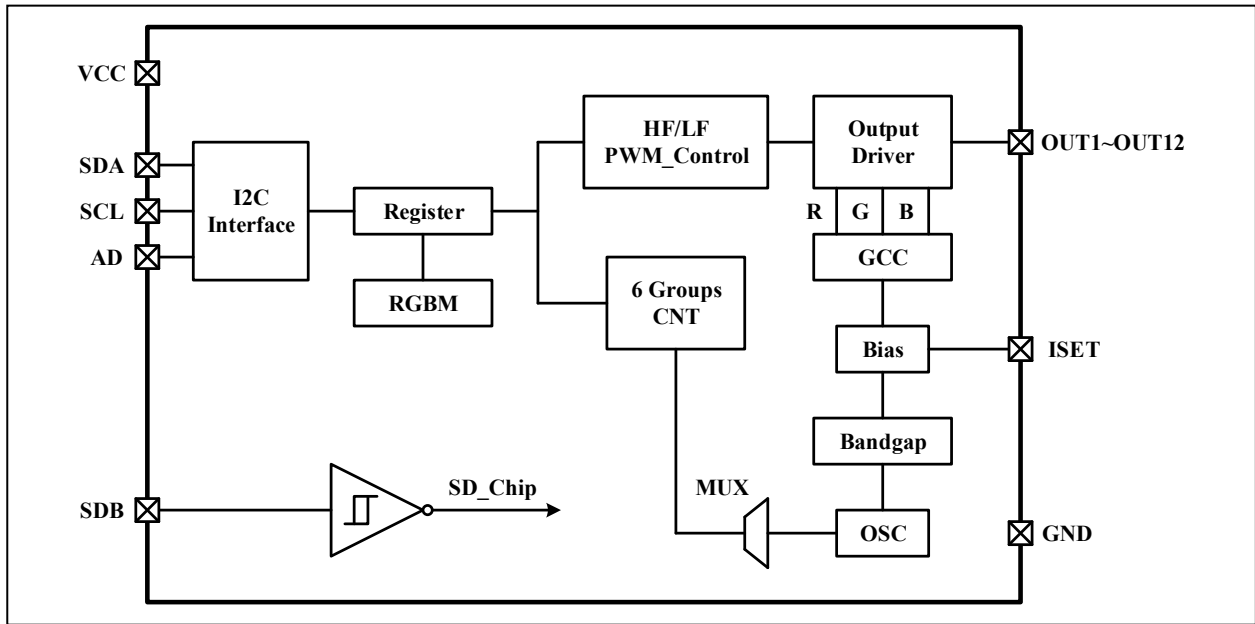 VCC
SDA
SCL
AD
SDB
I2C
Interface
Register
RGBM
HF/LF
PWM_Control
6 Groups
CNT
Output
Driver
R G B
GCC
Bias
Bandgap
OSC
MUX
SD_Chip
OUT1~OUT12
ISET
GND